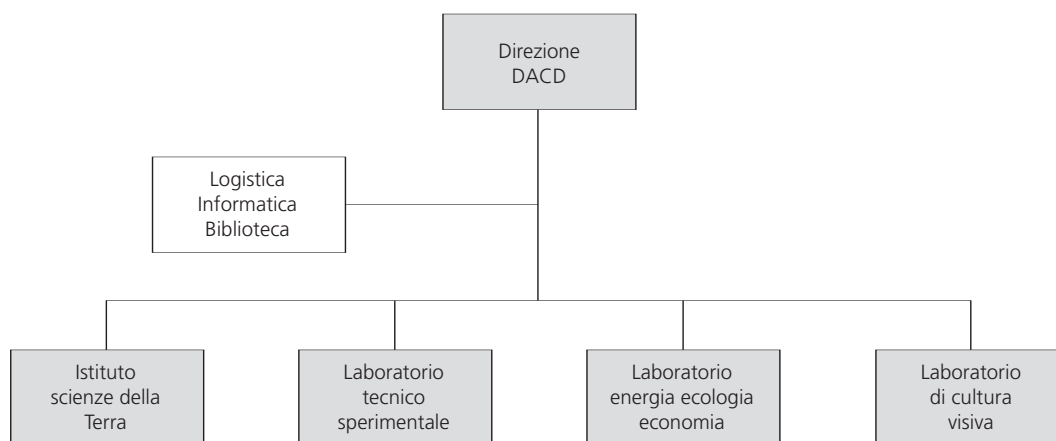 Direzione
DACD
Logistica
Informatica
Biblioteca
Istituto
scienze della
Terra
Laboratorio
tecnico
sperimentale
Laboratorio
energia ecologia
economia
Laboratorio
di cultura
visiva